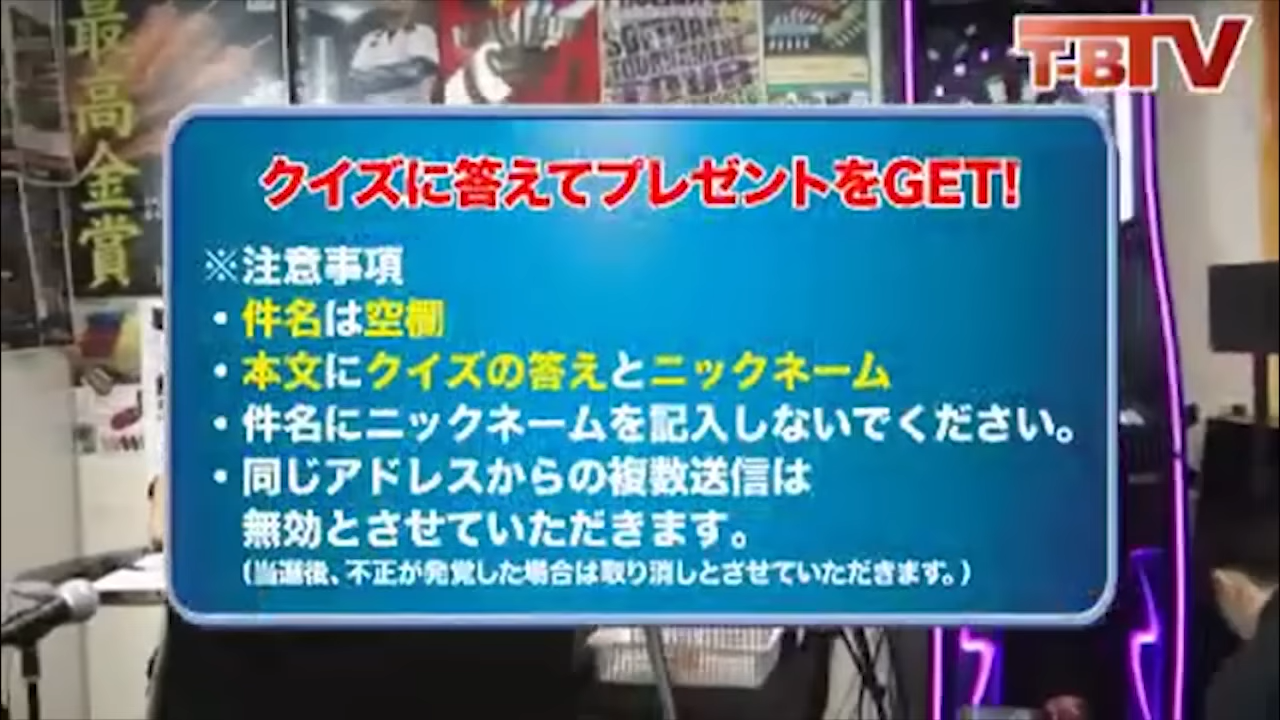 最高金賞
T-BTV
SOFTDARTS
TOURNAMENT
クイズに答えてプレゼントをGET!
※注意事項
・件名は空欄
・本文にクイズの答えとニックネーム
・件名にニックネームを記入しないでください。
・同じアドレスからの複数送信は
無効とさせていただきます。
(当選後、不正が発覚した場合は取り消しとさせていただきます。)